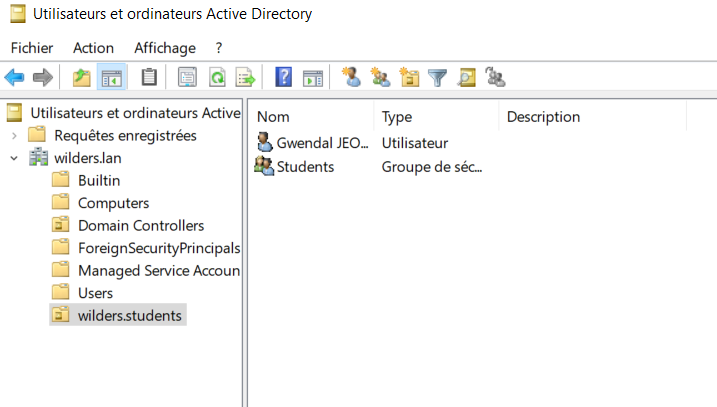 Utilisateurs et ordinateurs Active Directory
Fichier Action Affichage ?
Utilisateurs et ordinateurs Active
Requêtes enregistrées
wilders.lan
Builtin
Computers
Domain Controllers
ForeignSecurityPrincipals
Managed Service Accoun
Users
wilders.students
Nom Type Description
Gwendal JEO... Utilisateur
Students Groupe de séc...